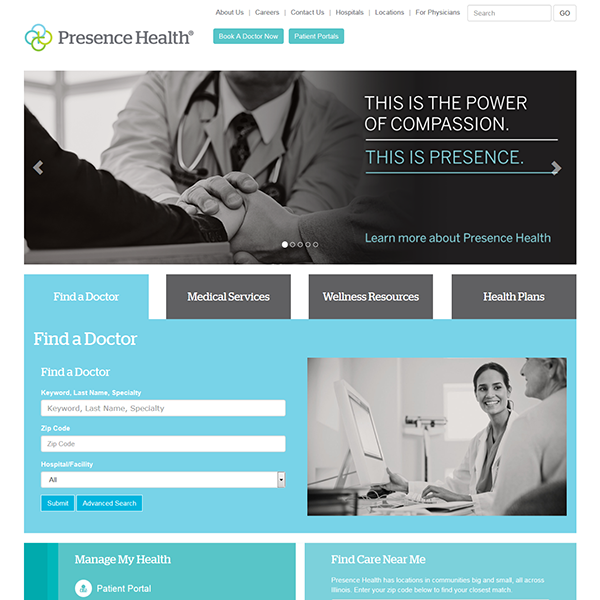 About Us | Careers | Contact Us | Hospitals | Locations | For Physicians
Search
GO
Presence Health®
Book A Doctor Now
Patient Portals
THIS IS THE POWER
OF COMPASSION.
THIS IS PRESENCE.
Learn more about Presence Health
Find a Doctor
Medical Services
Wellness Resources
Health Plans
Find a Doctor
Find a Doctor
Keyword, Last Name, Specialty
Keyword, Last Name, Specialty
Zip Code
Zip Code
Hospital/Facility
All
Submit
Advanced Search
Manage My Health
Patient Portal
Find Care Near Me
Presence Health has locations in communities big and small, all across
Illinois. Enter your zip code below to find your closest match.